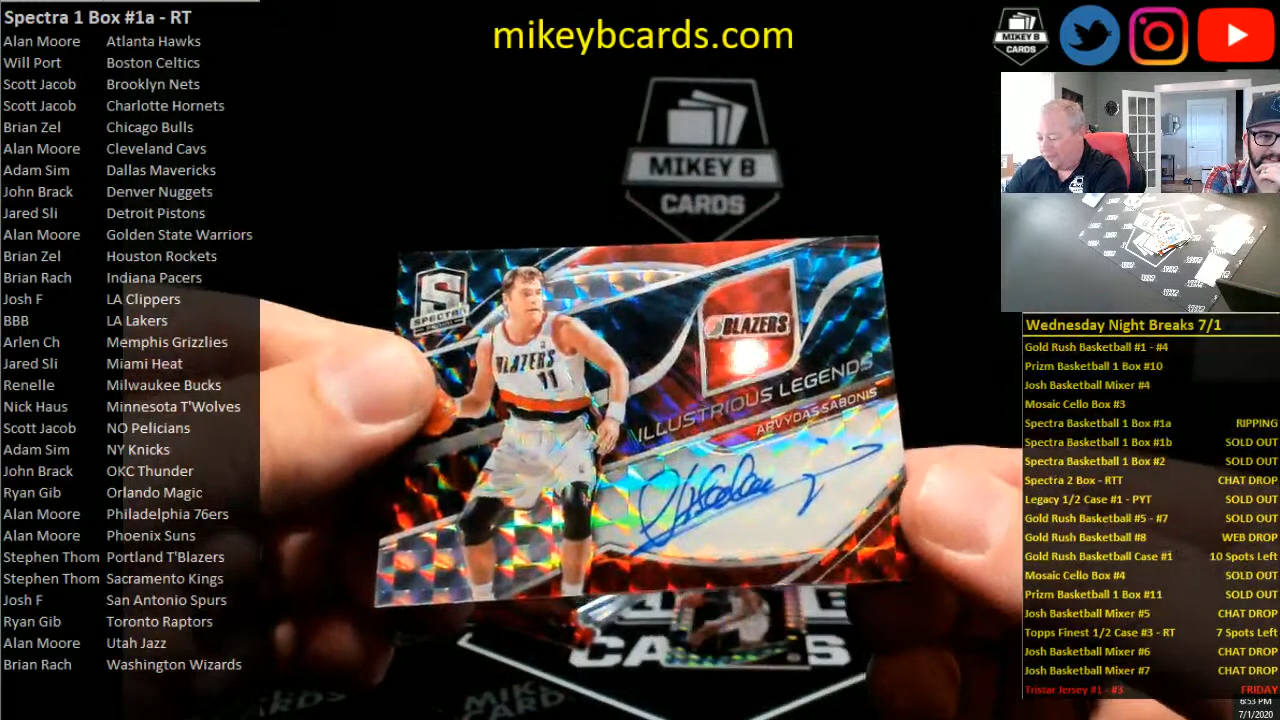 Spectra 1 Box #1a - RT
Alan Moore Atlanta Hawks
Will Port Boston Celtics
Scott Jacob Brooklyn Nets
Scott Jacob Charlotte Hornets
Brian Zel Chicago Bulls
Alan Moore Cleveland Cavs
Adam Sim Dallas Mavericks
John Brack Denver Nuggets
Jared Sli Detroit Pistons
Alan Moore Golden State Warriors
Brian Zel Houston Rockets
Brian Rach Indiana Pacers
Josh F LA Clippers
BBB LA Lakers
Arlen Ch Memphis Grizzlies
Jared Sli Miami Heat
Renelle Milwaukee Bucks
Nick Haus Minnesota T'Wolves
Scott Jacob NO Pelicians
Adam Sim NY Knicks
John Brack OKC Thunder
Ryan Gib Orlando Magic
Alan Moore Philadelphia 76ers
Alan Moore Phoenix Suns
Stephen Thom Portland T'Blazers
Stephen Thom Sacramento Kings
Josh F San Antonio Spurs
Ryan Gib Toronto Raptors
Alan Moore Utah Jazz
Brian Rach Washington Wizards
mikeybcards.com
MIKEY B
CARDS
S
SPECTRA
BLAZERS
BLAZERS
11
ILLUSTRIOUS LEGENDS
ARVYDAS SABONIS
CARDS
MIKEY B
CARDS
Wednesday Night Breaks 7/1
Gold Rush Basketball #1 - #4
Prizm Basketball 1 Box #10
Josh Basketball Mixer #4
Mosaic Cello Box #3
Spectra Basketball 1 Box #1a RIPPING
Spectra Basketball 1 Box #1b SOLD OUT
Spectra Basketball 1 Box #2 SOLD OUT
Spectra 2 Box - RTT CHAT DROP
Legacy 1/2 Case #1 - PYT SOLD OUT
Gold Rush Basketball #5 - #7 SOLD OUT
Gold Rush Basketball #8 WEB DROP
Gold Rush Basketball Case #1 10 Spots Left
Mosaic Cello Box #4 SOLD OUT
Prizm Basketball 1 Box #11 SOLD OUT
Josh Basketball Mixer #5 CHAT DROP
Topps Finest 1/2 Case #3 - RT 7 Spots Left
Josh Basketball Mixer #6 CHAT DROP
Josh Basketball Mixer #7 CHAT DROP
Tristar Jersey #1 - #3 FRIDAY
6:53 PM
7/1/2020